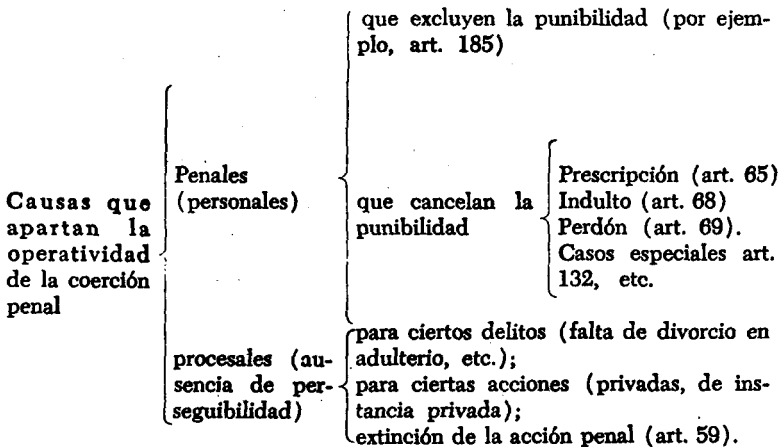 que excluyen la punibilidad (por ejem-
plo, art. 185)
Causas que
apartan la
operatividad
de la coerción
penal
Penales
(personales)
que cancelan la
punibilidad
Prescripción (art. 65)
Indulto (art. 68)
Perdón (art. 69).
Casos especiales art.
132, etc.
procesales (au-
sencia de per-
seguibilidad)
para ciertos delitos (falta de divorcio en
adulterio, etc.);
para ciertas acciones (privadas, de ins-
tancia privada);
extinción de la acción penal (art. 59).